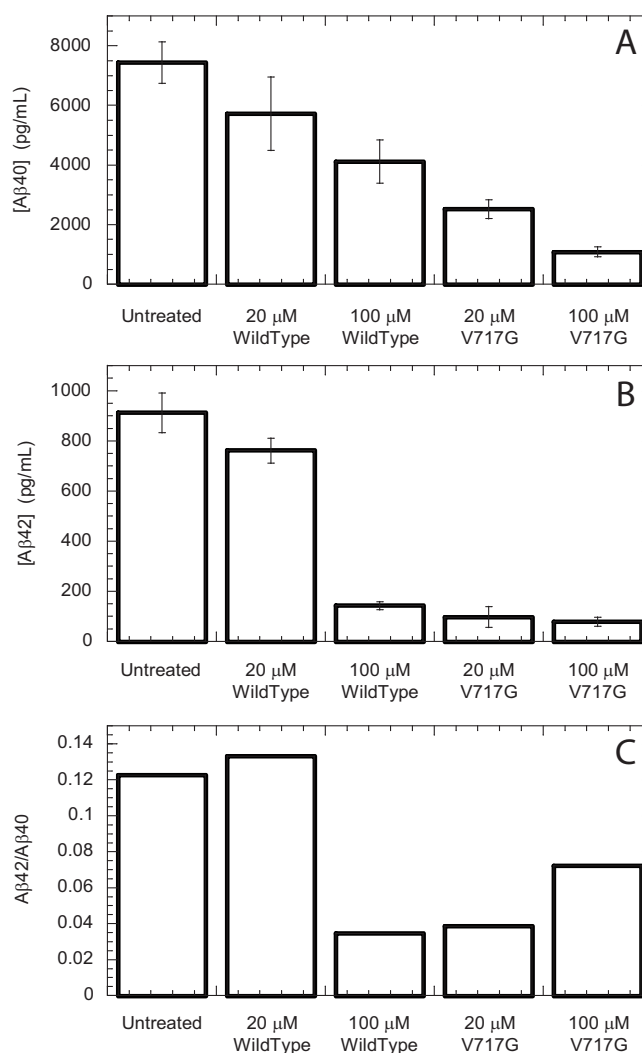 A
[Aβ40] (pg/mL)
8000
6000
4000
2000
0
Untreated
20 μM
WildType
100 μM
WildType
20 μM
V717G
100 μM
V717G
B
[Aβ42] (pg/mL)
1000
800
600
400
200
0
Untreated
20 μM
WildType
100 μM
WildType
20 μM
V717G
100 μM
V717G
C
Aβ42/Aβ40
0.14
0.12
0.1
0.08
0.06
0.04
0.02
0
Untreated
20 μM
WildType
100 μM
WildType
20 μM
V717G
100 μM
V717G